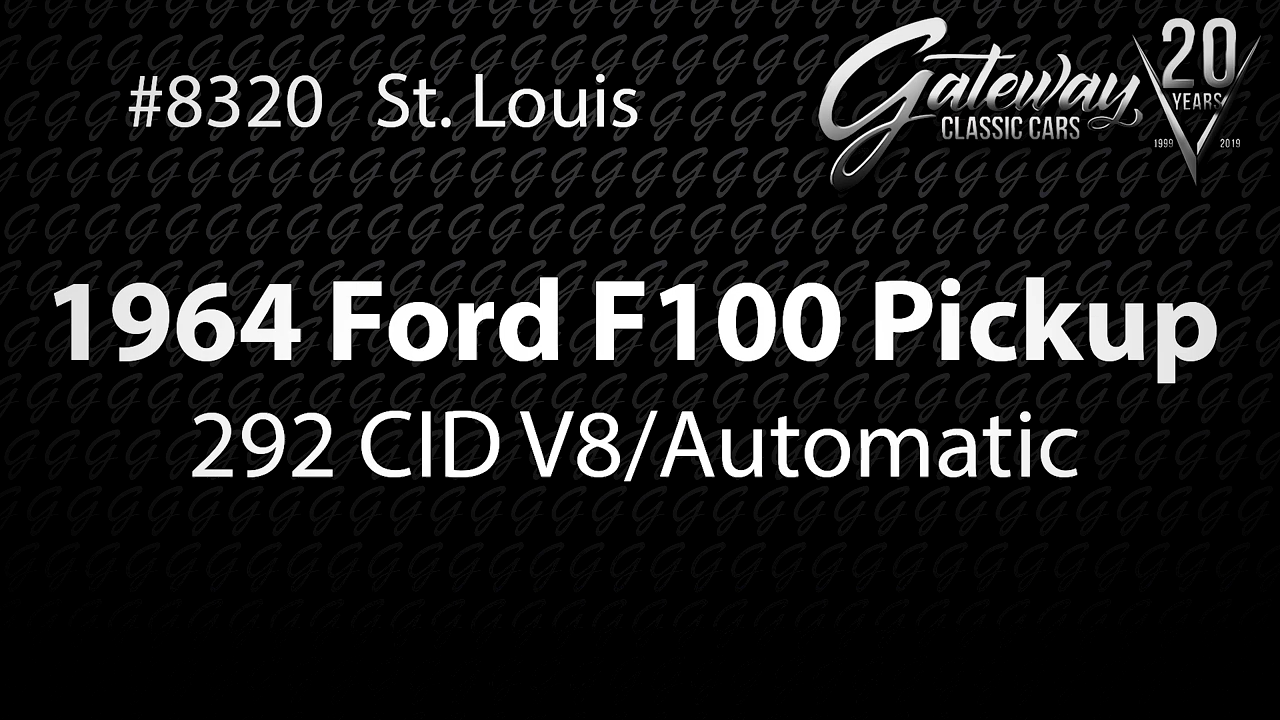 #8320 St. Louis
Gateway
CLASSIC CARS
20
YEARS
1999 2019
1964 Ford F100 Pickup
292 CID V8/Automatic